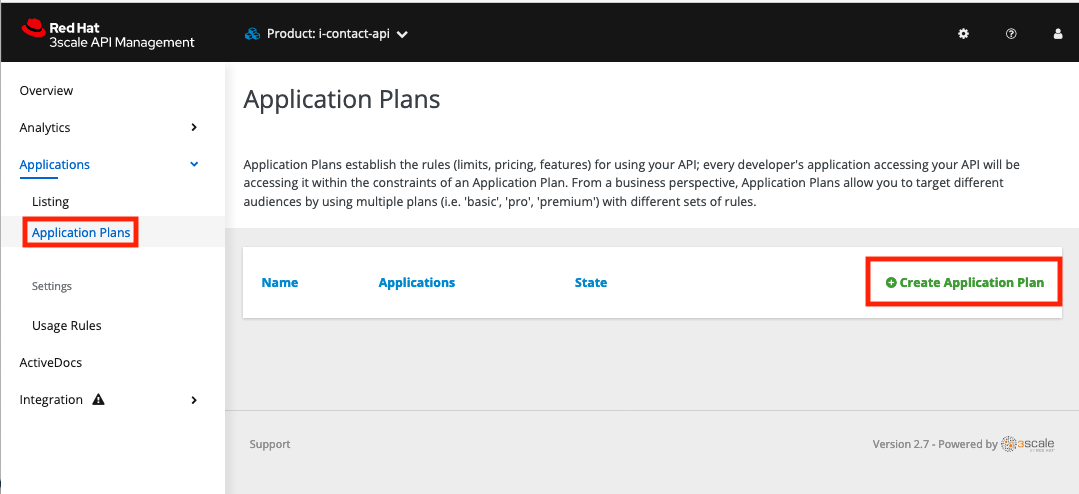 Red Hat
3scale API Management
Product: i-contact-api
Overview
Analytics
Applications
Listing
Application Plans
Settings
Usage Rules
ActiveDocs
Integration
Application Plans
Application Plans establish the rules (limits, pricing, features) for using your API; every developer's application accessing your API will be
accessing it within the constraints of an Application Plan. From a business perspective, Application Plans allow you to target different
audiences by using multiple plans (i.e. 'basic', 'pro', 'premium') with different sets of rules.
Name Applications State Create Application Plan
Support
Version 2.7 - Powered by 3scale
BY RED HAT